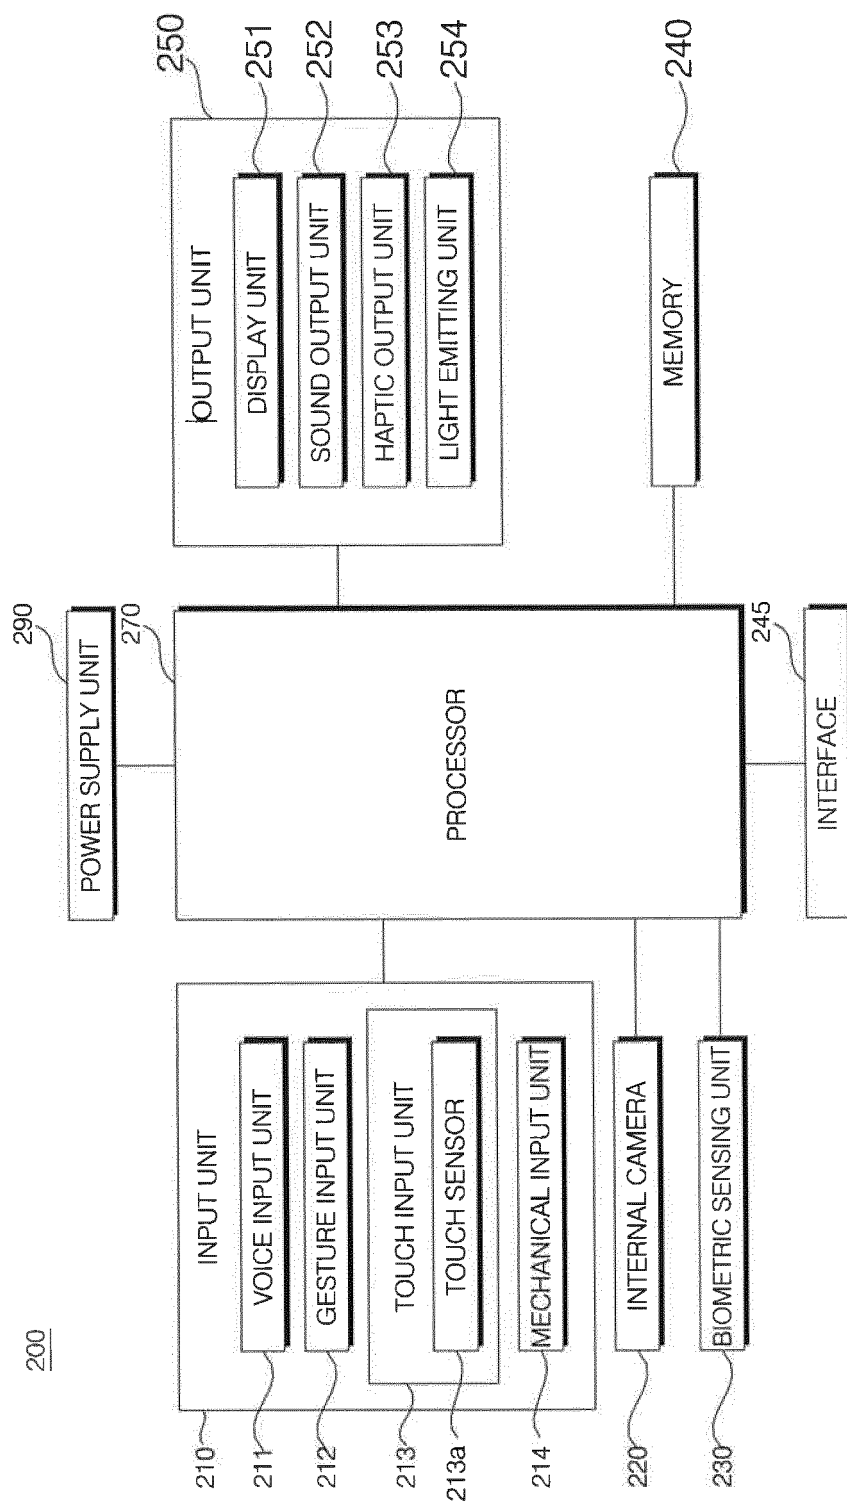 200
290
POWER SUPPLY UNIT
210
INPUT UNIT
211
VOICE INPUT UNIT
212
GESTURE INPUT UNIT
213
TOUCH INPUT UNIT
213a
TOUCH SENSOR
214
MECHANICAL INPUT UNIT
220
INTERNAL CAMERA
230
BIOMETRIC SENSING UNIT
270
PROCESSOR
250
OUTPUT UNIT
DISPLAY UNIT
251
SOUND OUTPUT UNIT
252
HAPTIC OUTPUT UNIT
253
LIGHT EMITTING UNIT
254
MEMORY
240
245
INTERFACE